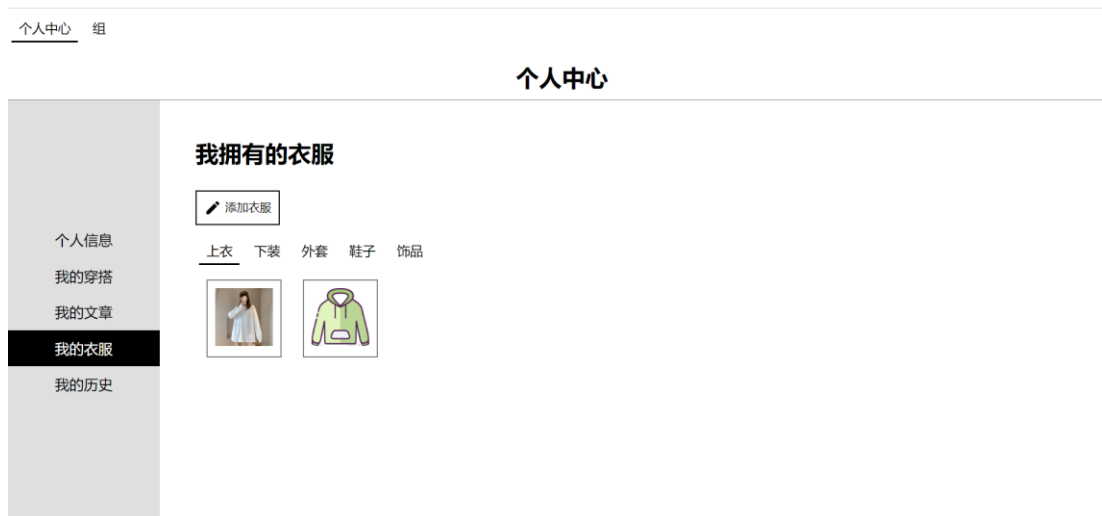 个人中心 组
个人中心
我拥有的衣服
添加衣服
上衣 下装 外套 鞋子 饰品
个人信息
我的穿搭
我的文章
我的衣服
我的历史